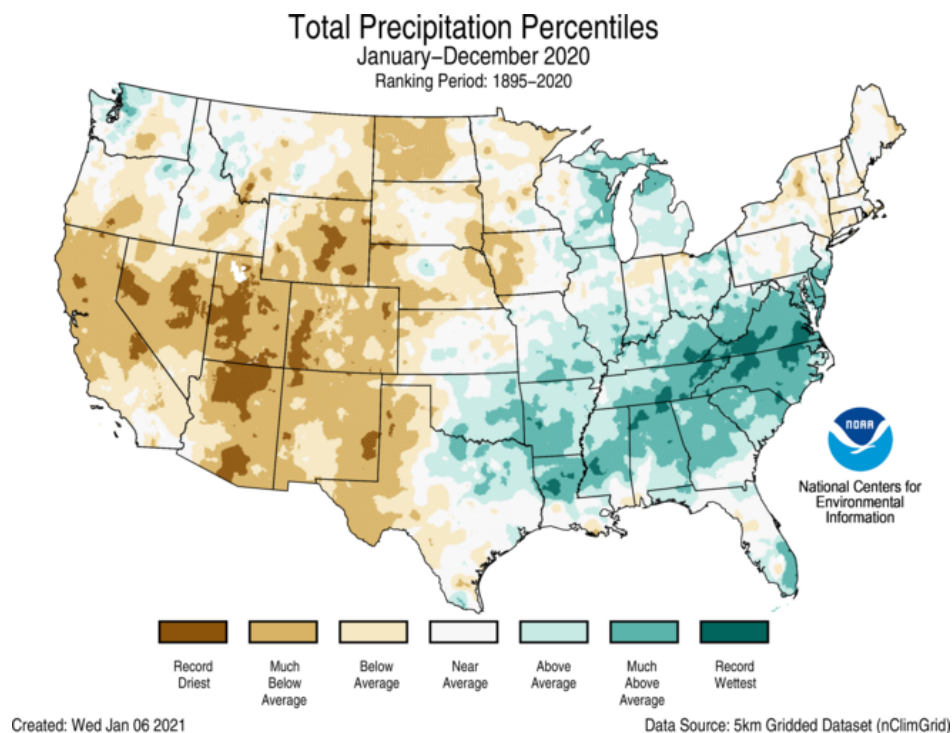 Total Precipitation Percentiles
January–December 2020
Ranking Period: 1895–2020
NOAA
National Centers for
Environmental
Information
Record
Driest
Much
Below
Average
Below
Average
Near
Average
Above
Average
Much
Above
Average
Record
Wettest
Created: Wed Jan 06 2021
Data Source: 5km Gridded Dataset (nClimGrid)